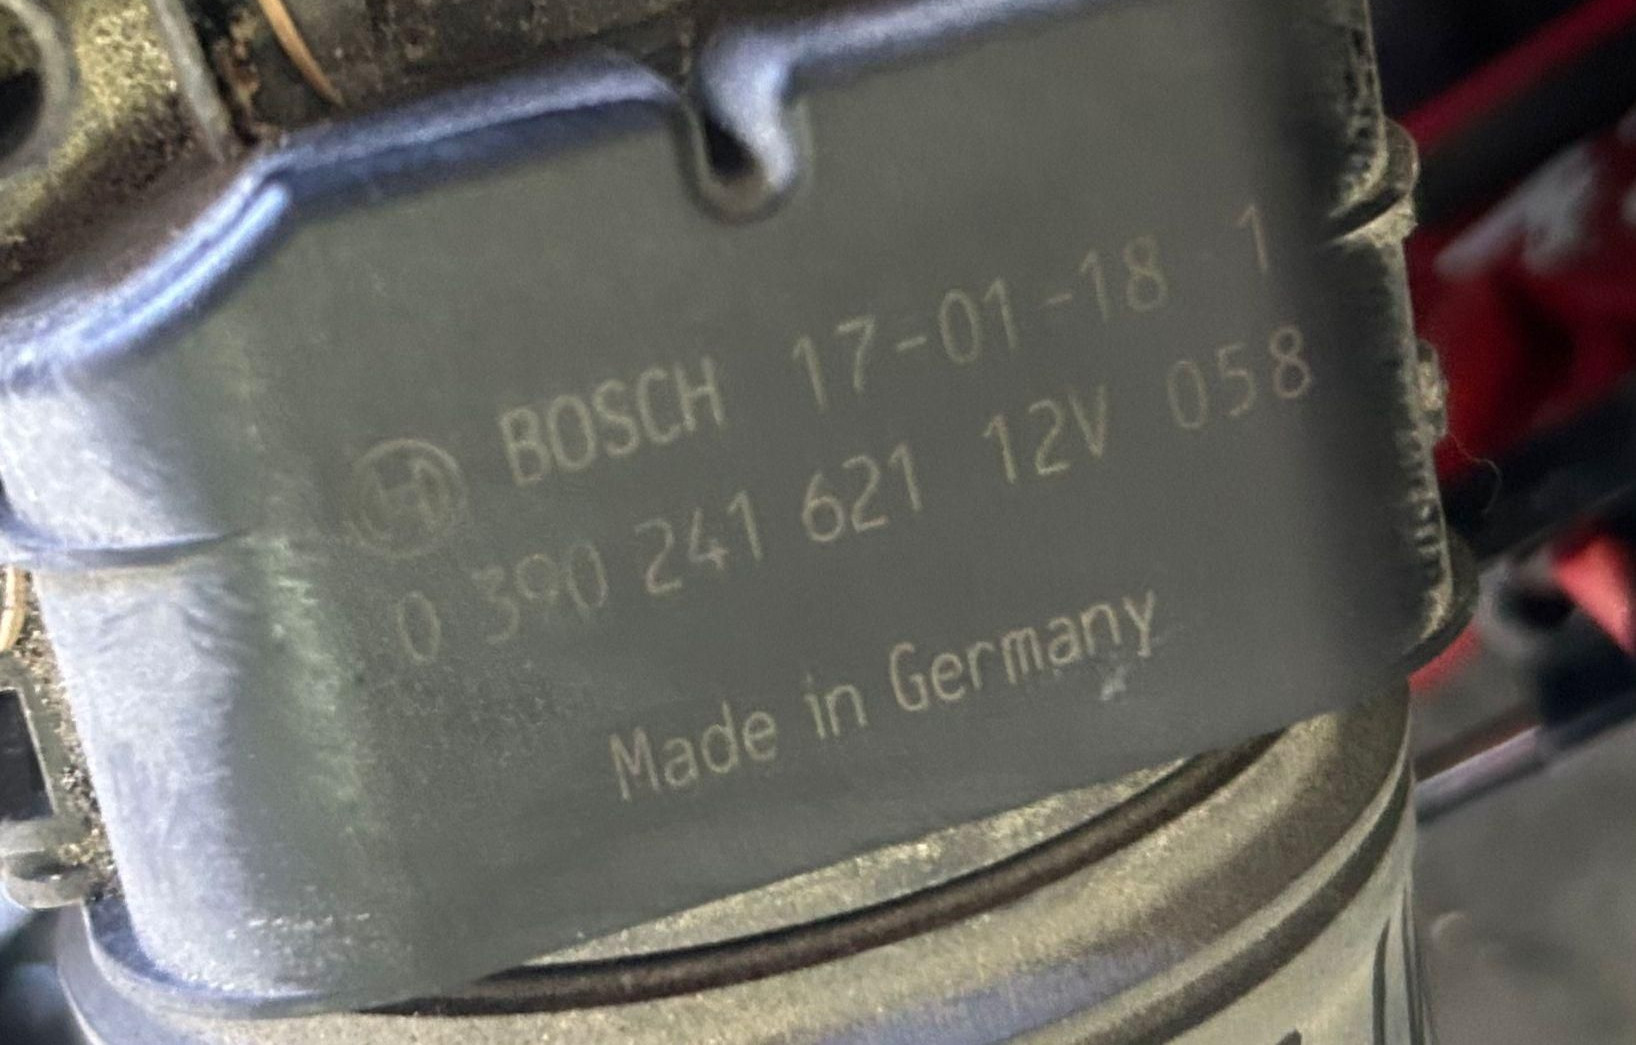 BOSCH 17-01-18 1
0 390 241 621 12V 058
Made in Germany